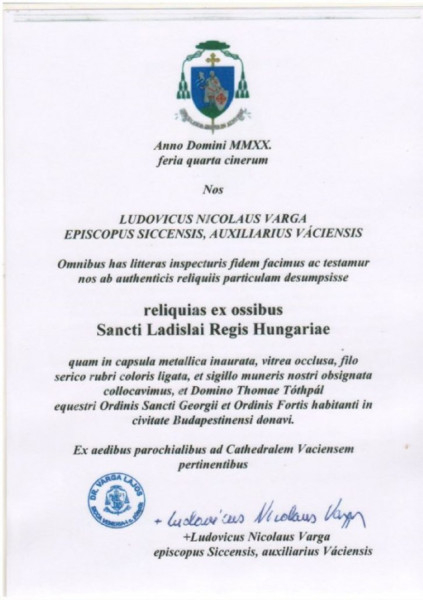 Anno Domini MMXX.
feria quarta cinerum
Nos
LUDOVICUS NICOLAUS VARGA
EPISCOPUS SICCENSIS, AUXILIARIUS VÁCIENSIS
Omnibus has litteras inspecturis fidem facimus ac testamur
nos ab authenticis reliquiis particulam desumpsisse
reliquias ex ossibus
Sancti Ladislai Regis Hungariae
quam in capsula metallica inaurata, vitrea occlusa, filo
serico rubri coloris ligata, et sigillo muneris nostri obsignata
collocavimus, et Domino Thomae Tóthpál
equestri Ordinis Sancti Georgii et Ordinis Fortis habitanti in
civitate Budapestinensi donavi.
Ex aedibus parochialibus ad Cathedralem Vaciensem
pertinentibus
DR. VARGA LAJOS
+ Ludovicus Nicolaus Varga
+Ludovicus Nicolaus Varga
episcopus Siccensis, auxiliarius Váciensis